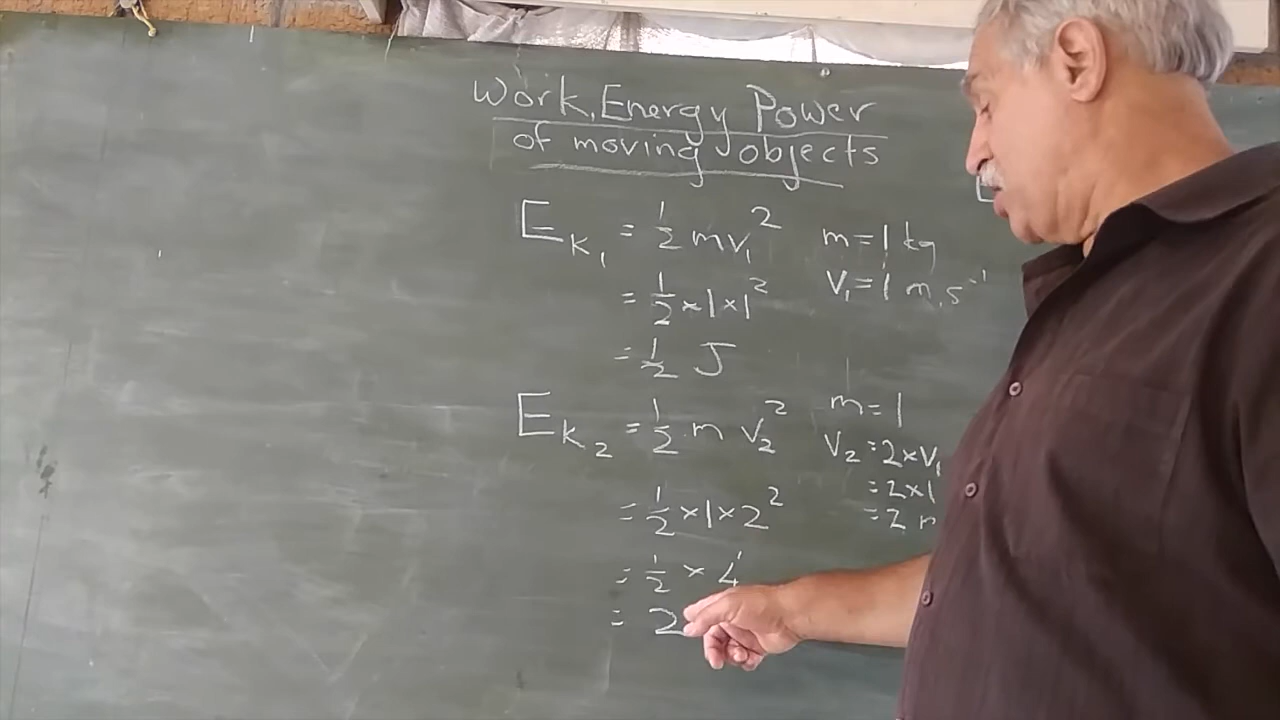 Work, Energy Power
of moving objects
E_K₁ = ½ mv₁² m = 1 kg
= ½ × 1 × 1² V₁ = 1 m.s⁻¹
= ½ J
E_K₂ = ½ m v₂² m = 1
= ½ × 1 × 2² V₂ = 2 × V₁
= 2 × 1
= 2
= ½ × 4
= 2